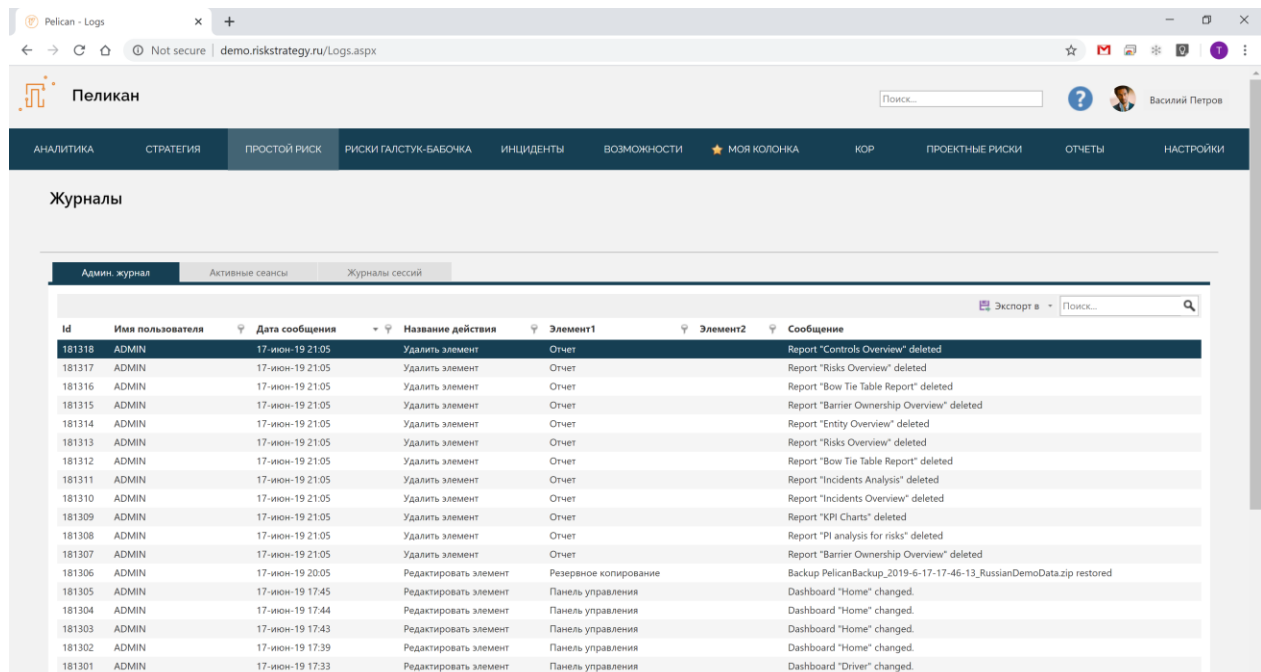 Pelican - Logs
Not secure | demo.riskstrategy.ru/Logs.aspx
T
Пеликан
Поиск...
?
Василий Петров
АНАЛИТИКА СТРАТЕГИЯ ПРОСТОЙ РИСК РИСКИ ГАЛСТУК-БАБОЧКА ИНЦИДЕНТЫ ВОЗМОЖНОСТИ МОЯ КОЛОНКА КОР ПРОЕКТНЫЕ РИСКИ ОТЧЕТЫ НАСТРОЙКИ
Журналы
Админ. журнал Активные сеансы Журналы сессий
Экспорт в Поиск...
Id Имя пользователя Дата сообщения Название действия Элемент1 Элемент2 Сообщение
181318 ADMIN 17-июн-19 21:05 Удалить элемент Отчет Report "Controls Overview" deleted
181317 ADMIN 17-июн-19 21:05 Удалить элемент Отчет Report "Risks Overview" deleted
181316 ADMIN 17-июн-19 21:05 Удалить элемент Отчет Report "Bow Tie Table Report" deleted
181315 ADMIN 17-июн-19 21:05 Удалить элемент Отчет Report "Barrier Ownership Overview" deleted
181314 ADMIN 17-июн-19 21:05 Удалить элемент Отчет Report "Entity Overview" deleted
181313 ADMIN 17-июн-19 21:05 Удалить элемент Отчет Report "Risks Overview" deleted
181312 ADMIN 17-июн-19 21:05 Удалить элемент Отчет Report "Bow Tie Table Report" deleted
181311 ADMIN 17-июн-19 21:05 Удалить элемент Отчет Report "Incidents Analysis" deleted
181310 ADMIN 17-июн-19 21:05 Удалить элемент Отчет Report "Incidents Overview" deleted
181309 ADMIN 17-июн-19 21:05 Удалить элемент Отчет Report "KPI Charts" deleted
181308 ADMIN 17-июн-19 21:05 Удалить элемент Отчет Report "PI analysis for risks" deleted
181307 ADMIN 17-июн-19 21:05 Удалить элемент Отчет Report "Barrier Ownership Overview" deleted
181306 ADMIN 17-июн-19 20:05 Редактировать элемент Резервное копирование Backup PelicanBackup_2019-6-17-17-46-13_RussianDemoData.zip restored
181305 ADMIN 17-июн-19 17:45 Редактировать элемент Панель управления Dashboard "Home" changed.
181304 ADMIN 17-июн-19 17:44 Редактировать элемент Панель управления Dashboard "Home" changed.
181303 ADMIN 17-июн-19 17:43 Редактировать элемент Панель управления Dashboard "Home" changed.
181302 ADMIN 17-июн-19 17:39 Редактировать элемент Панель управления Dashboard "Home" changed.
181301 ADMIN 17-июн-19 17:33 Редактировать элемент Панель управления Dashboard "Driver" changed.